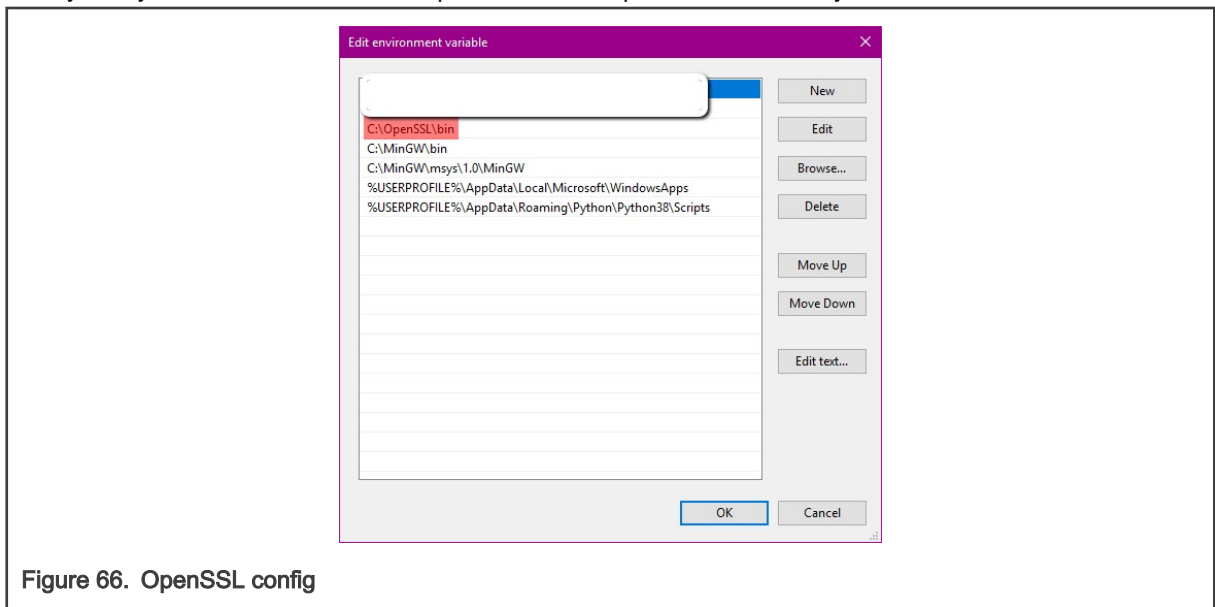 Edit environment variable
New
C:\OpenSSL\bin
Edit
C:\MinGW\bin
C:\MinGW\msys\1.0\MinGW
Browse...
%USERPROFILE%\AppData\Local\Microsoft\WindowsApps
%USERPROFILE%\AppData\Roaming\Python\Python38\Scripts
Delete
Move Up
Move Down
Edit text...
OK
Cancel
Figure 66. OpenSSL config